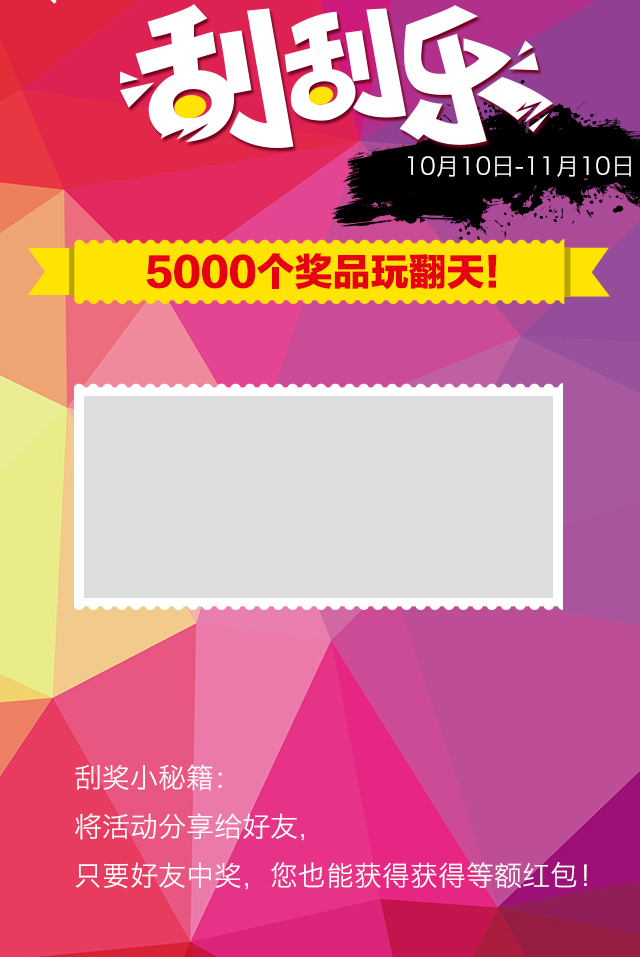 刮刮乐
10月10日-11月10日
5000个奖品玩翻天!
刮奖小秘籍：
将活动分享给好友，
只要好友中奖，您也能获得获得等额红包！